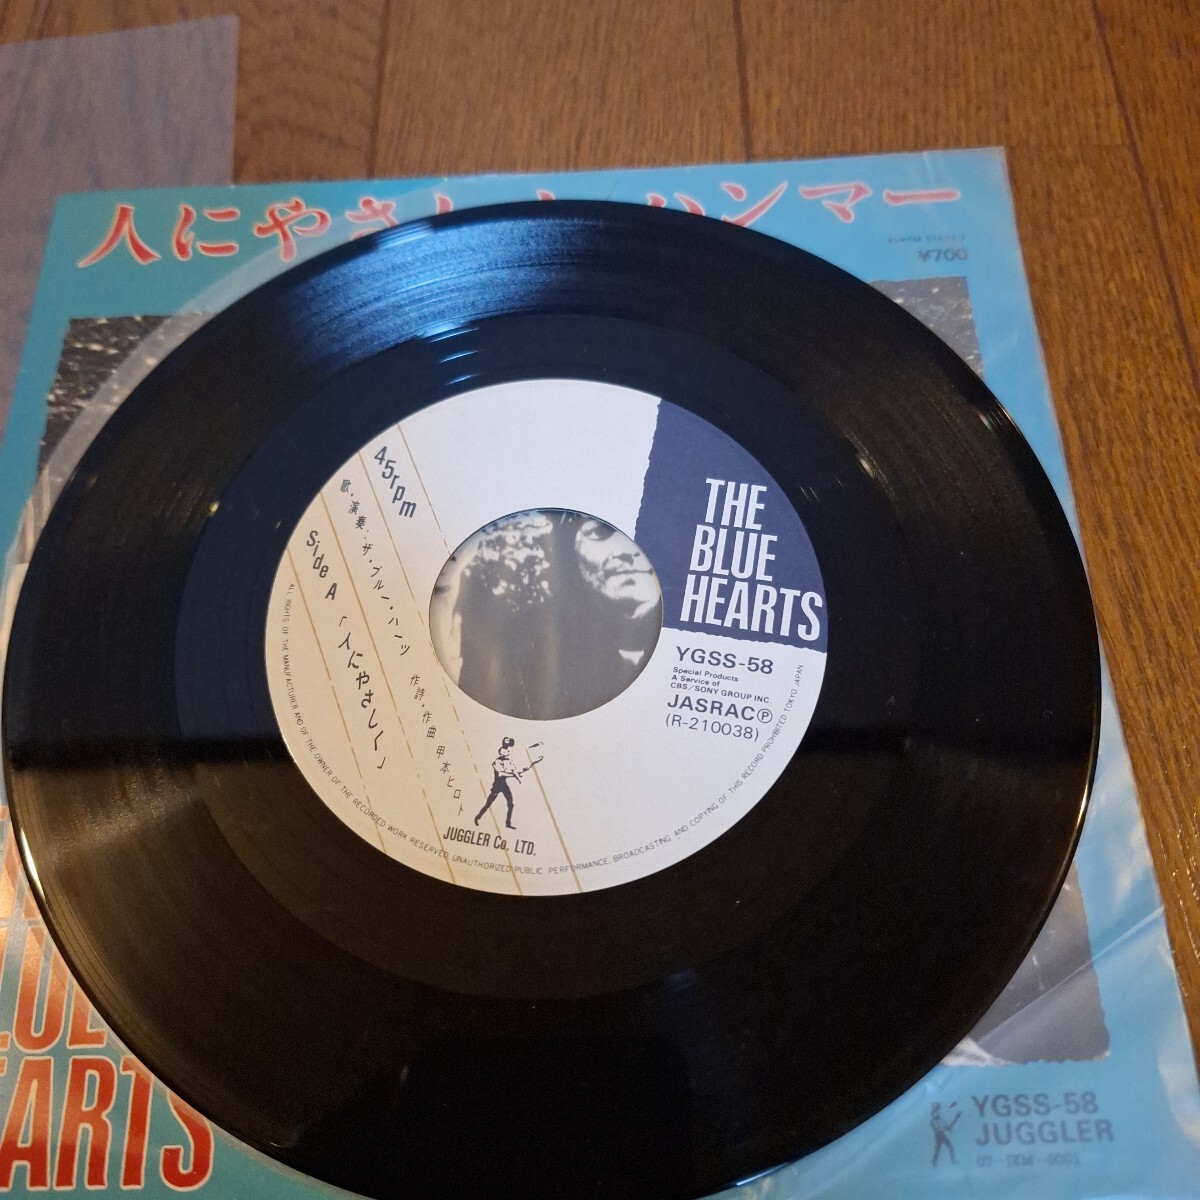 人にやさし ハンマー
¥700
45rpm
歌・演奏:ザ・ブルー・ハーツ
Side A
「人にやさしく」
作詩・作曲 甲本ヒロト
THE
BLUE
HEARTS
YGSS-58
Special Products
A Service of
CBS/SONY GROUP INC.
JASRAC Ⓟ
(R-210038)
JUGGLER Co. LTD.
ALL RIGHTS OF THE MANUFACTURER AND OF THE OWNER OF THE RECORDED WORK RESERVED UNAUTHORIZED PUBLIC PERFORMANCE, BROADCASTING AND COPYING OF THIS RECORD PROHIBITED TOKYO JAPAN
LUE
EARTS
YGSS-58
JUGGLER